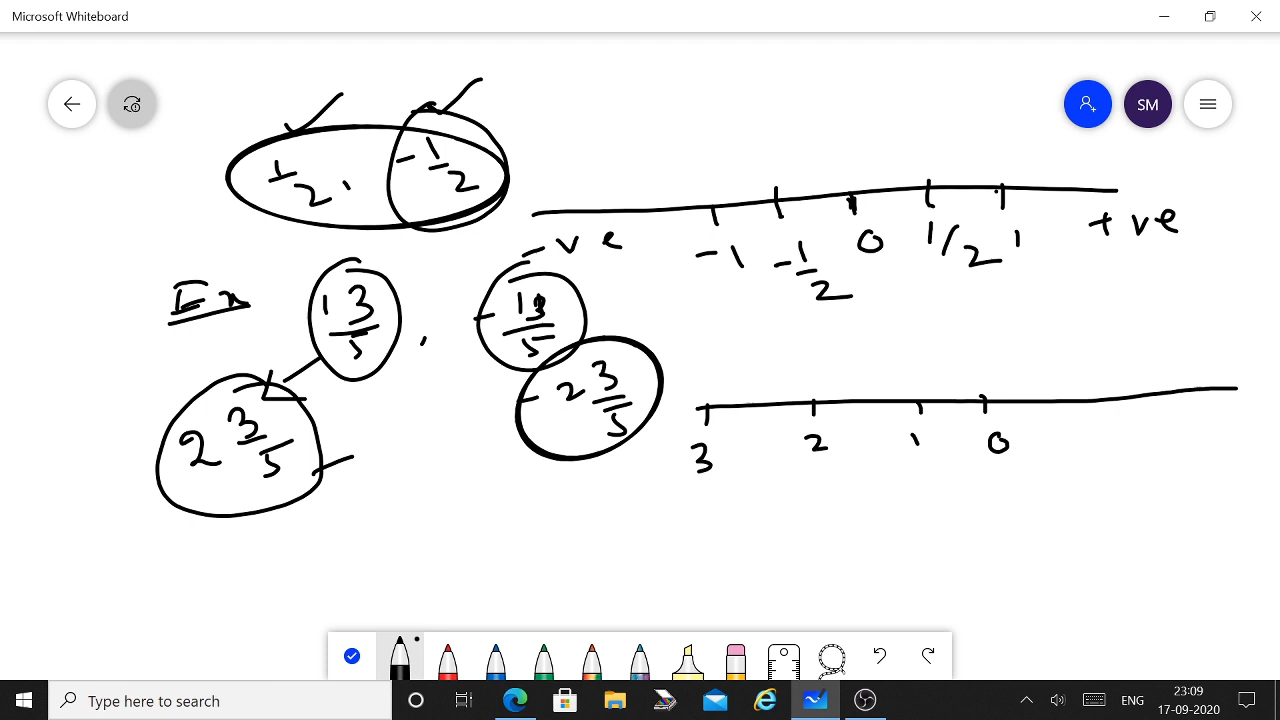 Microsoft Whiteboard
SM
1/2, -1/2
-ve -1 -1/2 0 1/2 1 +ve
Ex 13/5, -13/5
2 3/5 -2 3/5
3 2 1 0
Type here to search
ENG
23:09
17-09-2020